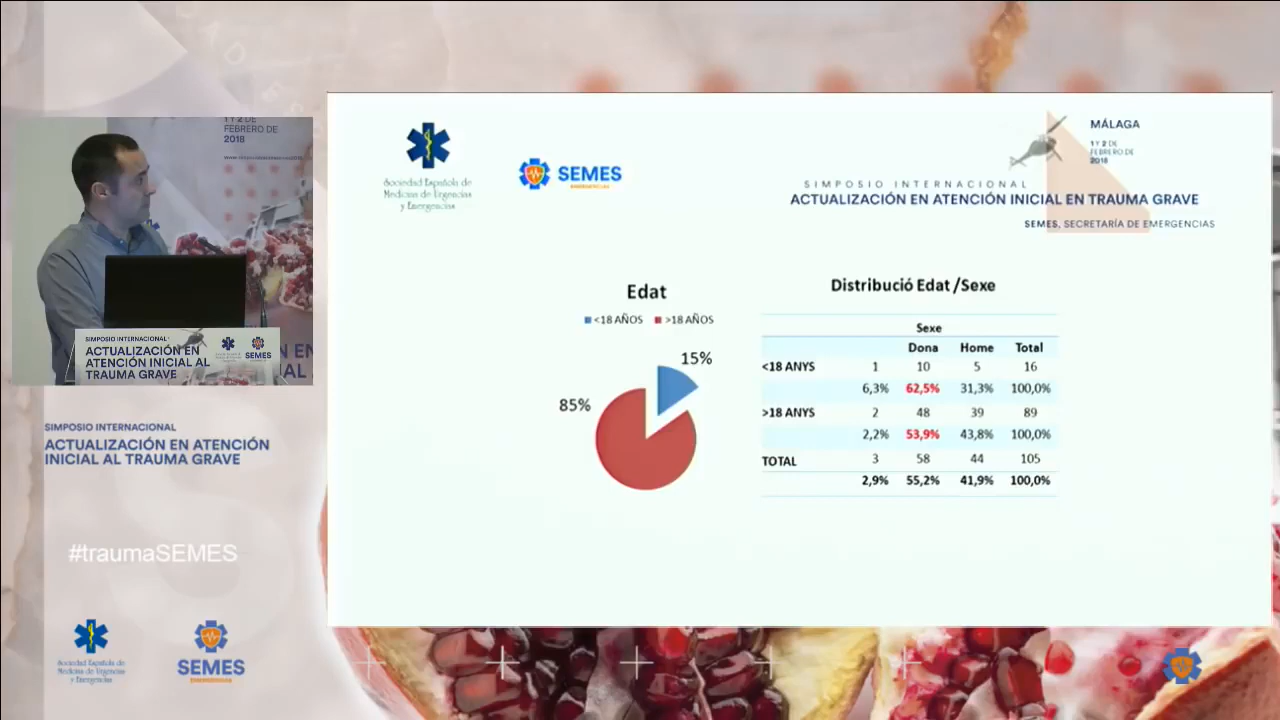 1 Y 2 DE
FEBRERO DE
2018
SIMPOSIO INTERNACIONAL
ACTUALIZACIÓN EN
ATENCIÓN INICIAL AL
TRAUMA GRAVE
SEMES
SIMPOSIO INTERNACIONAL
ACTUALIZACIÓN EN ATENCIÓN
INICIAL AL TRAUMA GRAVE
#traumaSEMES
Sociedad Española de
Medicina de Urgencias
y Emergencias
SEMES
EMERGENCIAS
Sociedad Española de
Medicina de Urgencias
y Emergencias
SEMES
EMERGENCIAS
MÁLAGA
1 Y 2 DE
FEBRERO DE
2018
SIMPOSIO INTERNACIONAL
ACTUALIZACIÓN EN ATENCIÓN INICIAL EN TRAUMA GRAVE
SEMES, SECRETARÍA DE EMERGENCIAS
Edat
<18 AÑOS >18 AÑOS
15%
85%
Distribució Edat /Sexe
Sexe
Dona Home Total
<18 ANYS 1 10 5 16
6,3% 62,5% 31,3% 100,0%
>18 ANYS 2 48 39 89
2,2% 53,9% 43,8% 100,0%
TOTAL 3 58 44 105
2,9% 55,2% 41,9% 100,0%